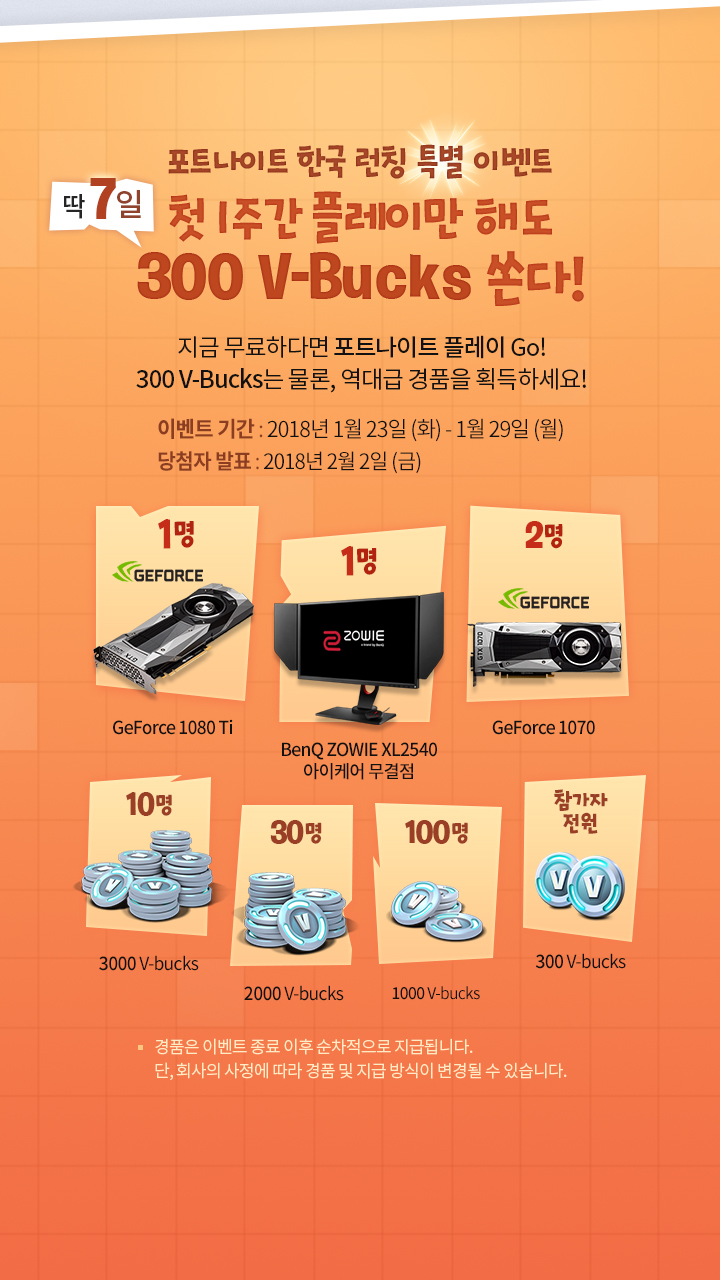 포트나이트 한국 런칭 특별 이벤트
딱 7일
첫 1주간 플레이만 해도
300 V-Bucks 쏜다!
지금 무료하다면 포트나이트 플레이 Go!
300 V-Bucks는 물론, 역대급 경품을 획득하세요!
이벤트 기간 : 2018년 1월 23일 (화) - 1월 29일 (월)
당첨자 발표 : 2018년 2월 2일 (금)
1명
GEFORCE
GeForce 1080 Ti
1명
ZOWIE
BenQ ZOWIE XL2540
아이케어 무결점
2명
GEFORCE
GTX 1070
GeForce 1070
10명
3000 V-bucks
30명
2000 V-bucks
100명
1000 V-bucks
참가자
전원
300 V-bucks
경품은 이벤트 종료 이후 순차적으로 지급됩니다.
단, 회사의 사정에 따라 경품 및 지급 방식이 변경될 수 있습니다.